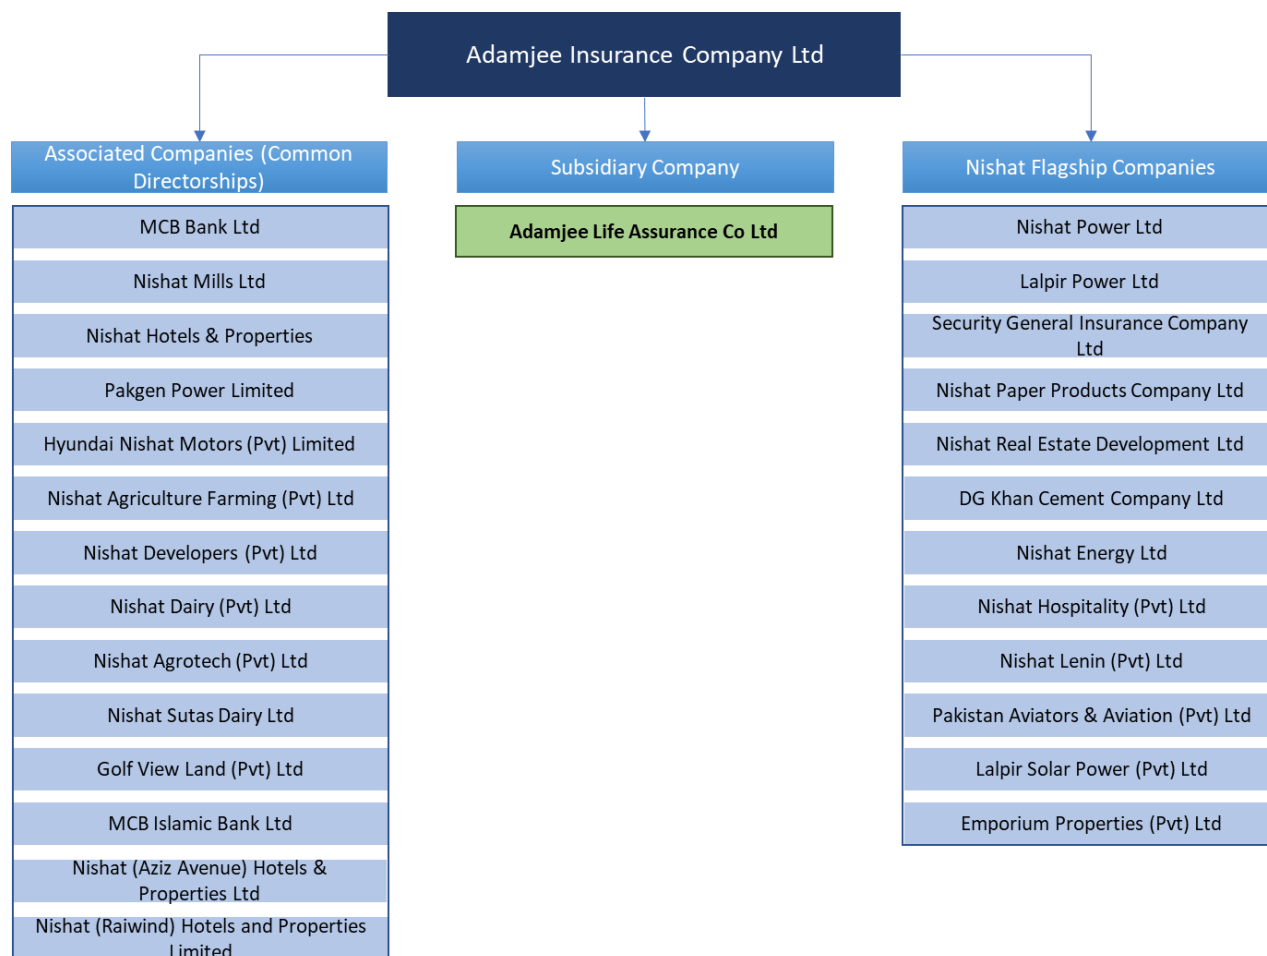 Adamjee Insurance Company Ltd
Associated Companies (Common
Directorships)
MCB Bank Ltd
Nishat Mills Ltd
Nishat Hotels & Properties
Pakgen Power Limited
Hyundai Nishat Motors (Pvt) Limited
Nishat Agriculture Farming (Pvt) Ltd
Nishat Developers (Pvt) Ltd
Nishat Dairy (Pvt) Ltd
Nishat Agrotech (Pvt) Ltd
Nishat Sutas Dairy Ltd
Golf View Land (Pvt) Ltd
MCB Islamic Bank Ltd
Nishat (Aziz Avenue) Hotels &
Properties Ltd
Nishat (Raiwind) Hotels and Properties
Limited
Subsidiary Company
Adamjee Life Assurance Co Ltd
Nishat Flagship Companies
Nishat Power Ltd
Lalpir Power Ltd
Security General Insurance Company
Ltd
Nishat Paper Products Company Ltd
Nishat Real Estate Development Ltd
DG Khan Cement Company Ltd
Nishat Energy Ltd
Nishat Hospitality (Pvt) Ltd
Nishat Lenin (Pvt) Ltd
Pakistan Aviators & Aviation (Pvt) Ltd
Lalpir Solar Power (Pvt) Ltd
Emporium Properties (Pvt) Ltd